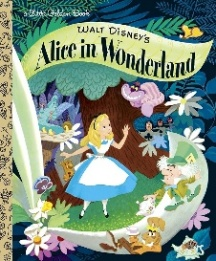 a Little Golden Book
WALT DISNEY'S
Alice in Wonderland